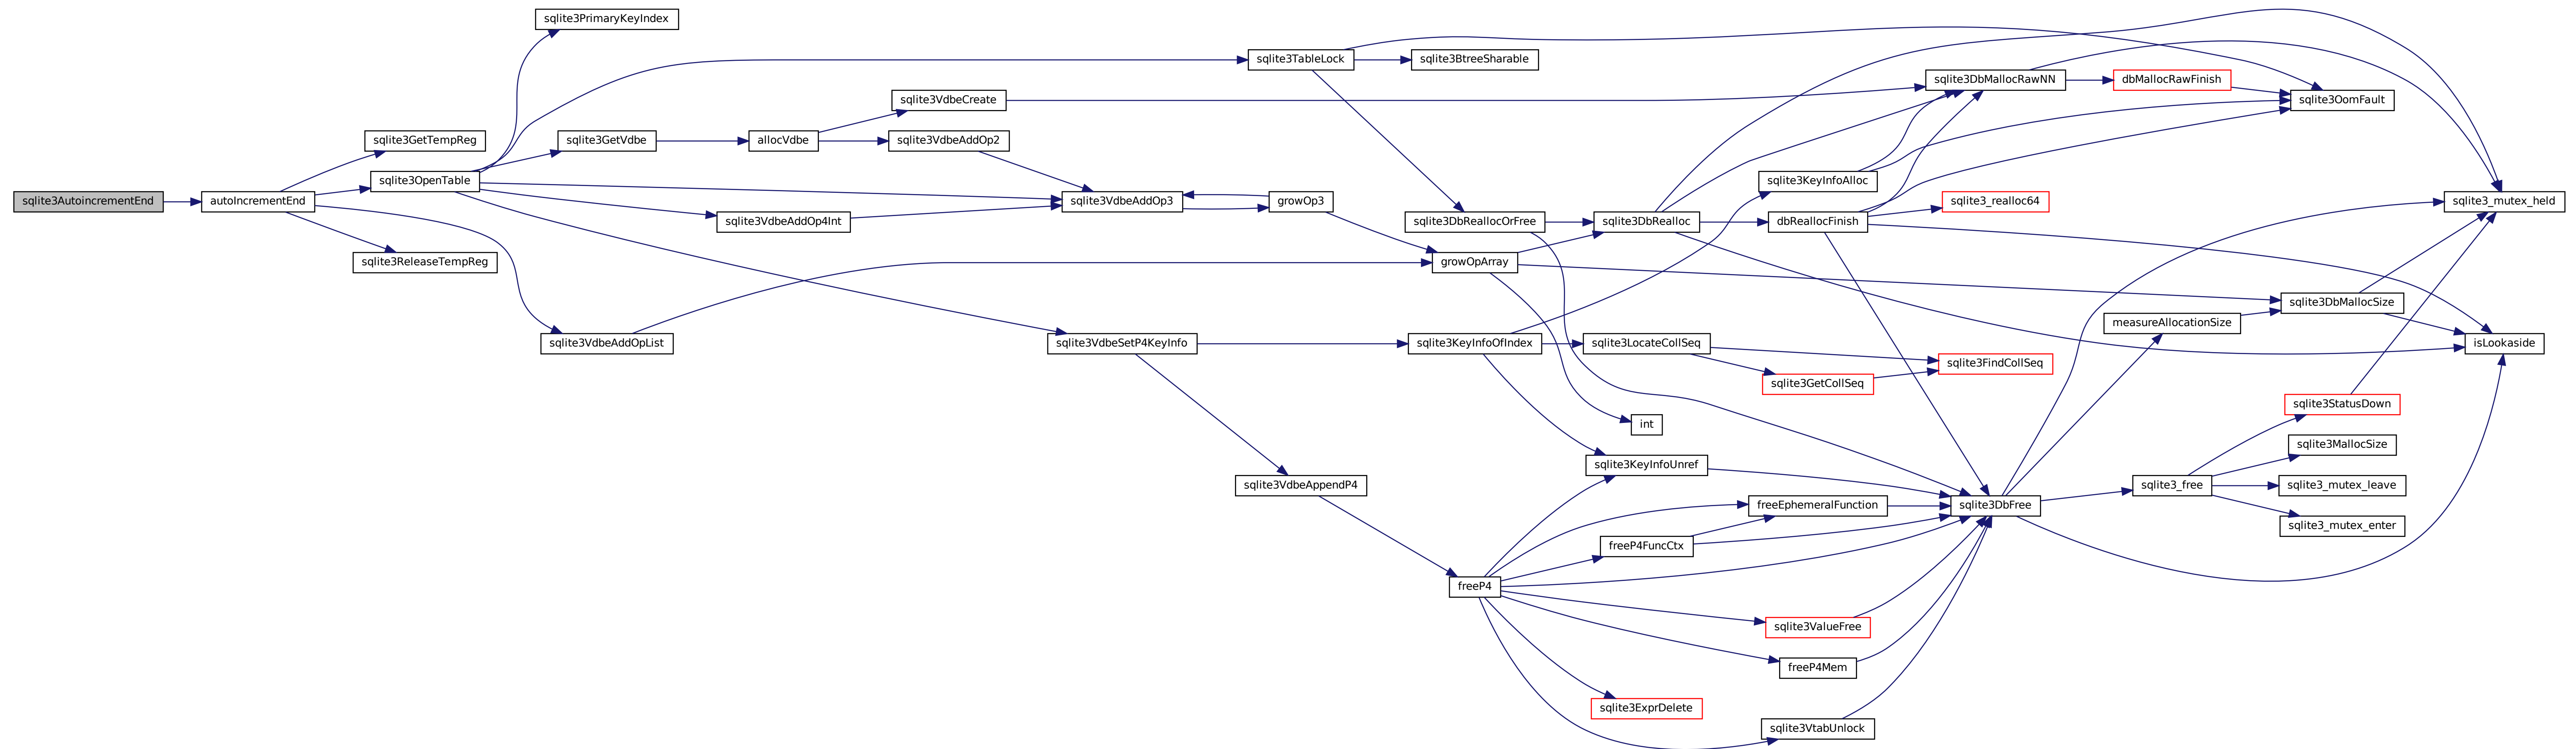 sqlite3AutoincrementEnd
autoIncrementEnd
sqlite3GetTempReg
sqlite3OpenTable
sqlite3ReleaseTempReg
sqlite3VdbeAddOpList
sqlite3PrimaryKeyIndex
sqlite3GetVdbe
allocVdbe
sqlite3VdbeCreate
sqlite3VdbeAddOp2
sqlite3VdbeAddOp4Int
sqlite3VdbeAddOp3
growOp3
sqlite3VdbeSetP4KeyInfo
sqlite3VdbeAppendP4
sqlite3TableLock
sqlite3BtreeSharable
sqlite3DbReallocOrFree
growOpArray
sqlite3KeyInfoOfIndex
freeP4
sqlite3DbRealloc
sqlite3LocateCollSeq
int
sqlite3KeyInfoUnref
freeP4FuncCtx
sqlite3ExprDelete
sqlite3KeyInfoAlloc
dbReallocFinish
sqlite3GetCollSeq
freeEphemeralFunction
sqlite3ValueFree
freeP4Mem
sqlite3VtabUnlock
sqlite3DbMallocRawNN
sqlite3_realloc64
sqlite3FindCollSeq
sqlite3DbFree
dbMallocRawFinish
measureAllocationSize
sqlite3_free
sqlite3OomFault
sqlite3DbMallocSize
sqlite3StatusDown
sqlite3MallocSize
sqlite3_mutex_leave
sqlite3_mutex_enter
sqlite3_mutex_held
isLookaside